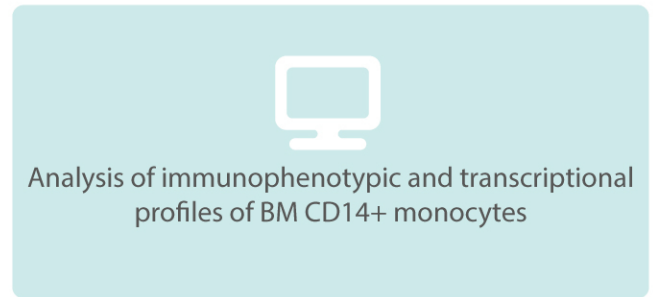 Analysis of immunophenotypic and transcriptional
profiles of BM CD14+ monocytes